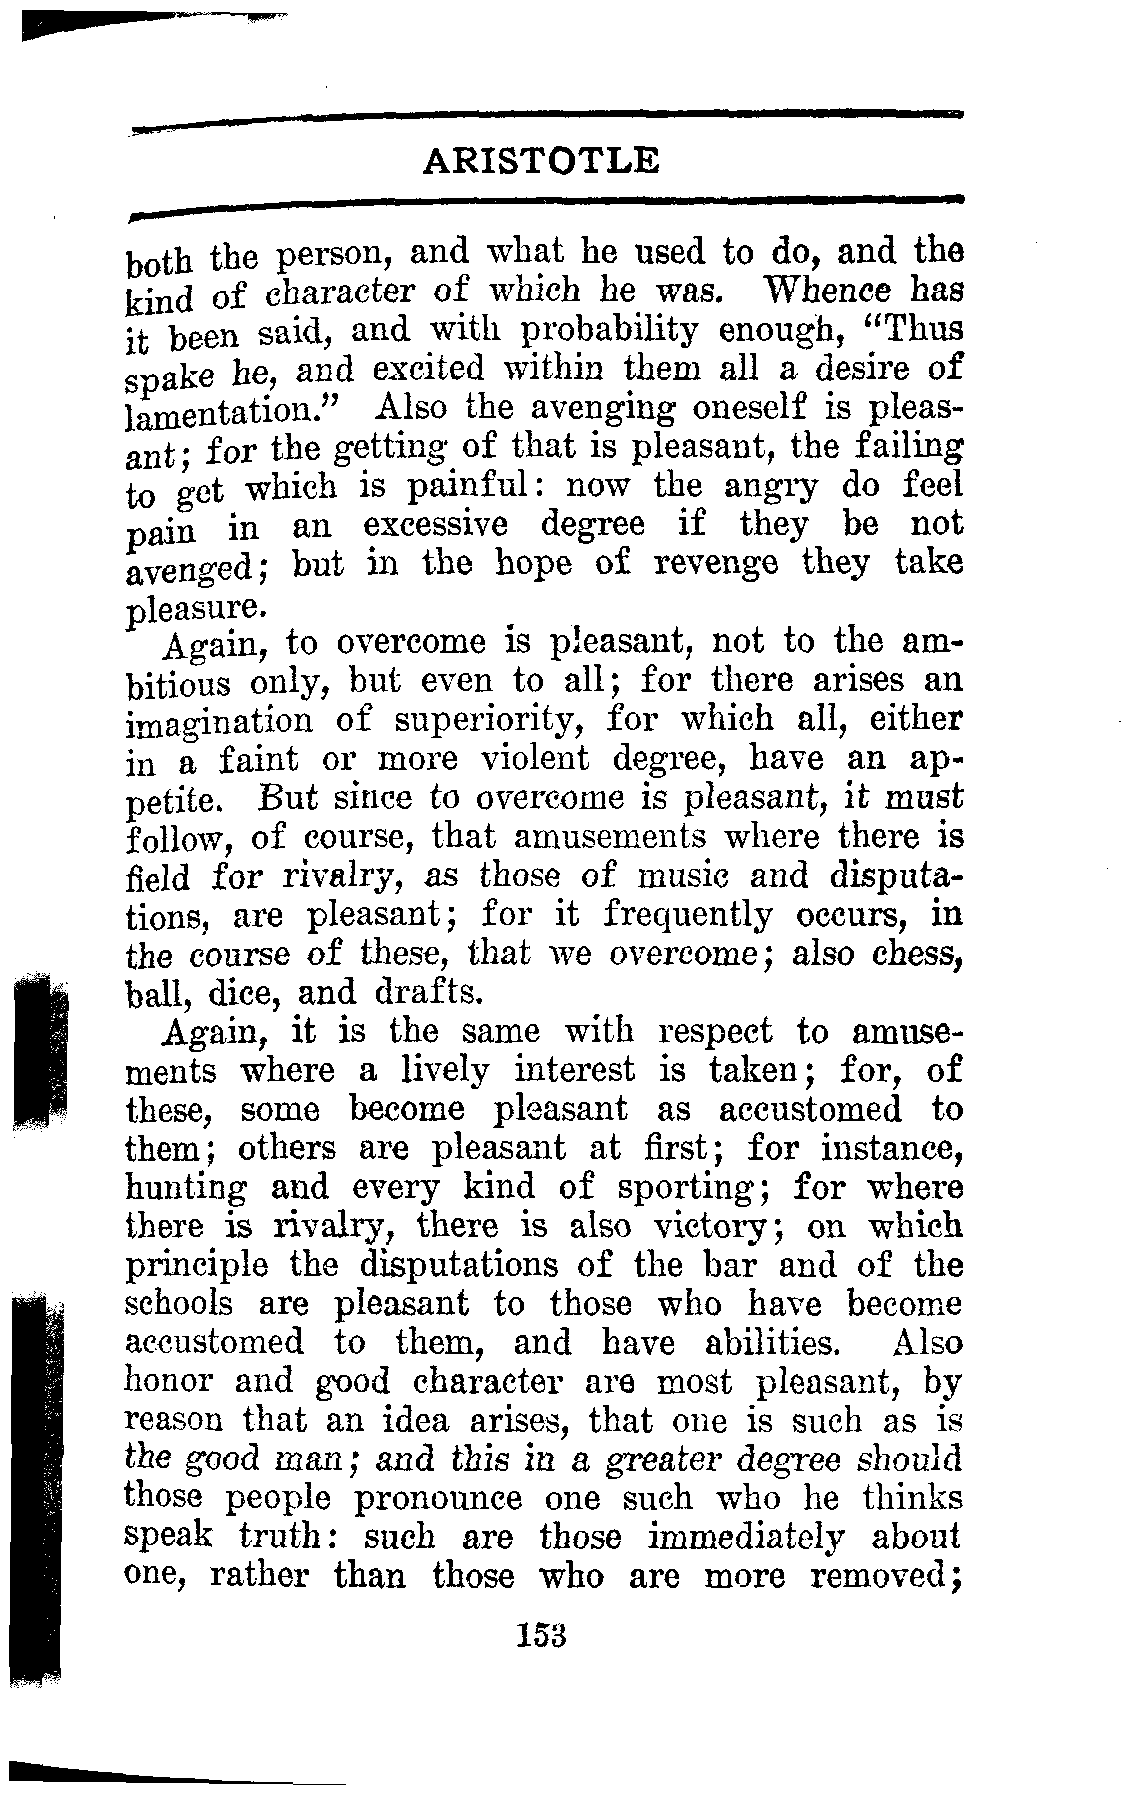 ARISTOTLE
both the person, and what he used to do, and the
kind of character of which he was. Whence has
it been said, and with probability enough, “Thus
spake he, and excited within them all a desire of
lamentation.” Also the avenging oneself is pleas-
ant; for the getting of that is pleasant, the failing
to get which is painful: now the angry do feel
pain in an excessive degree if they be not
avenged; but in the hope of revenge they take
pleasure.
Again, to overcome is pleasant, not to the am-
bitious only, but even to all; for there arises an
imagination of superiority, for which all, either
in a faint or more violent degree, have an ap-
petite. But since to overcome is pleasant, it must
follow, of course, that amusements where there is
field for rivalry, as those of music and disputa-
tions, are pleasant; for it frequently occurs, in
the course of these, that we overcome; also chess,
ball, dice, and drafts.
Again, it is the same with respect to amuse-
ments where a lively interest is taken; for, of
these, some become pleasant as accustomed to
them; others are pleasant at first; for instance,
hunting and every kind of sporting; for where
there is rivalry, there is also victory; on which
principle the disputations of the bar and of the
schools are pleasant to those who have become
accustomed to them, and have abilities. Also
honor and good character are most pleasant, by
reason that an idea arises, that one is such as is
the good man; and this in a greater degree should
those people pronounce one such who he thinks
speak truth: such are those immediately about
one, rather than those who are more removed;
153